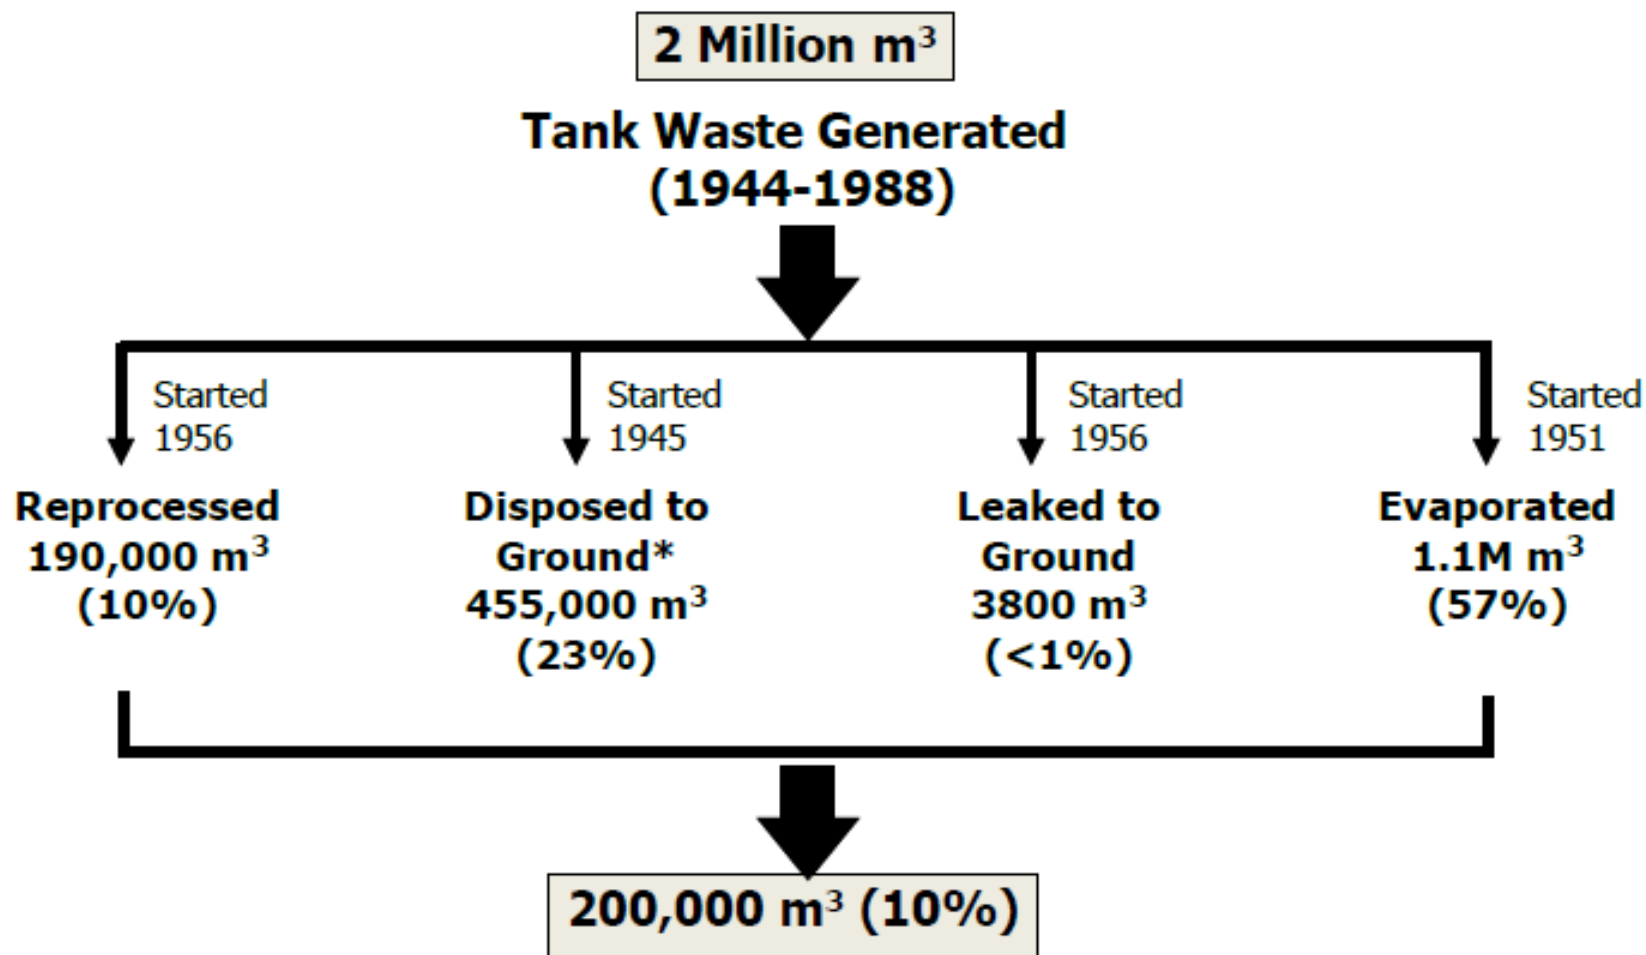 2 Million m³
Tank Waste Generated
(1944-1988)
Started
1956
Started
1945
Started
1956
Started
1951
Reprocessed
190,000 m³
(10%)
Disposed to
Ground*
455,000 m³
(23%)
Leaked to
Ground
3800 m³
(<1%)
Evaporated
1.1M m³
(57%)
200,000 m³ (10%)